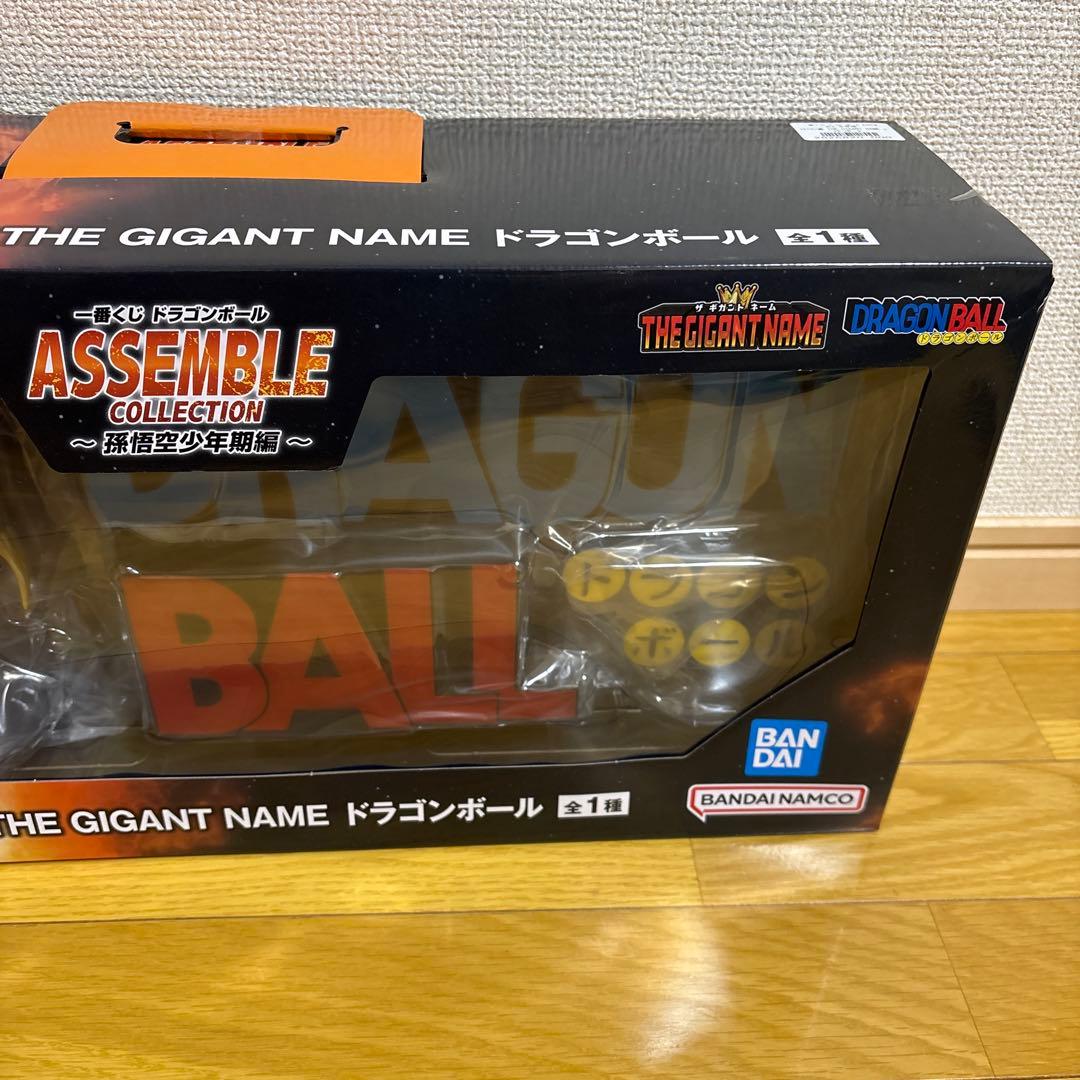 THE GIGANT NAME ドラゴンボール 全1種
一番くじ ドラゴンボール
ASSEMBLE
COLLECTION
~ 孫悟空少年期編 ~
ザ ギガント ネーム
THE GIGANT NAME
DRAGON BALL
ドラゴンボール
DRAGON
BALL
ドラゴン
ボール
BAN
DAI
BANDAI NAMCO
THE GIGANT NAME ドラゴンボール 全1種